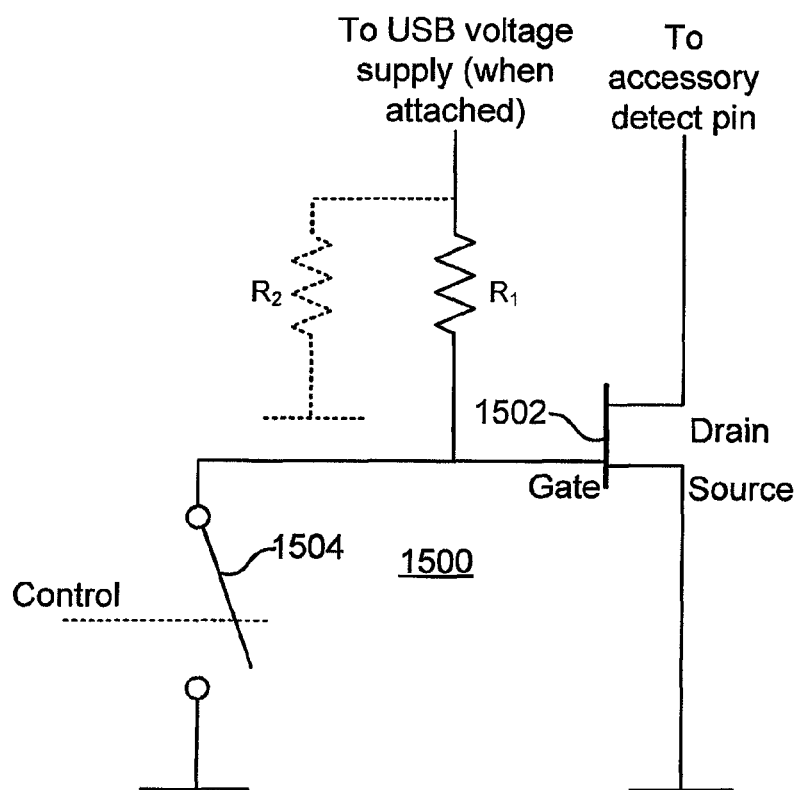 To USB voltage
supply (when
attached)
To
accessory
detect pin
R2
R1
1502
Drain
Gate
Source
1504
1500
Control